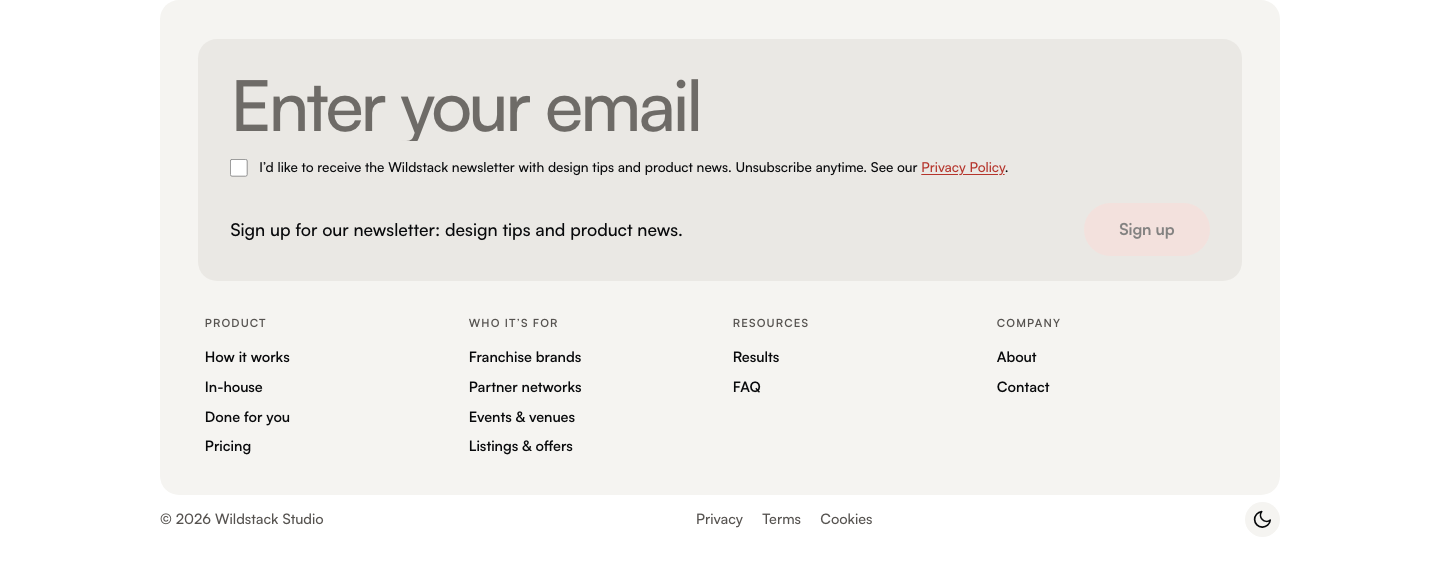 Enter your email
I’d like to receive the Wildstack newsletter with design tips and product news. Unsubscribe anytime. See our Privacy Policy.
Sign up for our newsletter: design tips and product news.
Sign up
PRODUCT
How it works
In-house
Done for you
Pricing
WHO IT’S FOR
Franchise brands
Partner networks
Events & venues
Listings & offers
RESOURCES
Results
FAQ
COMPANY
About
Contact
© 2026 Wildstack Studio
Privacy Terms Cookies